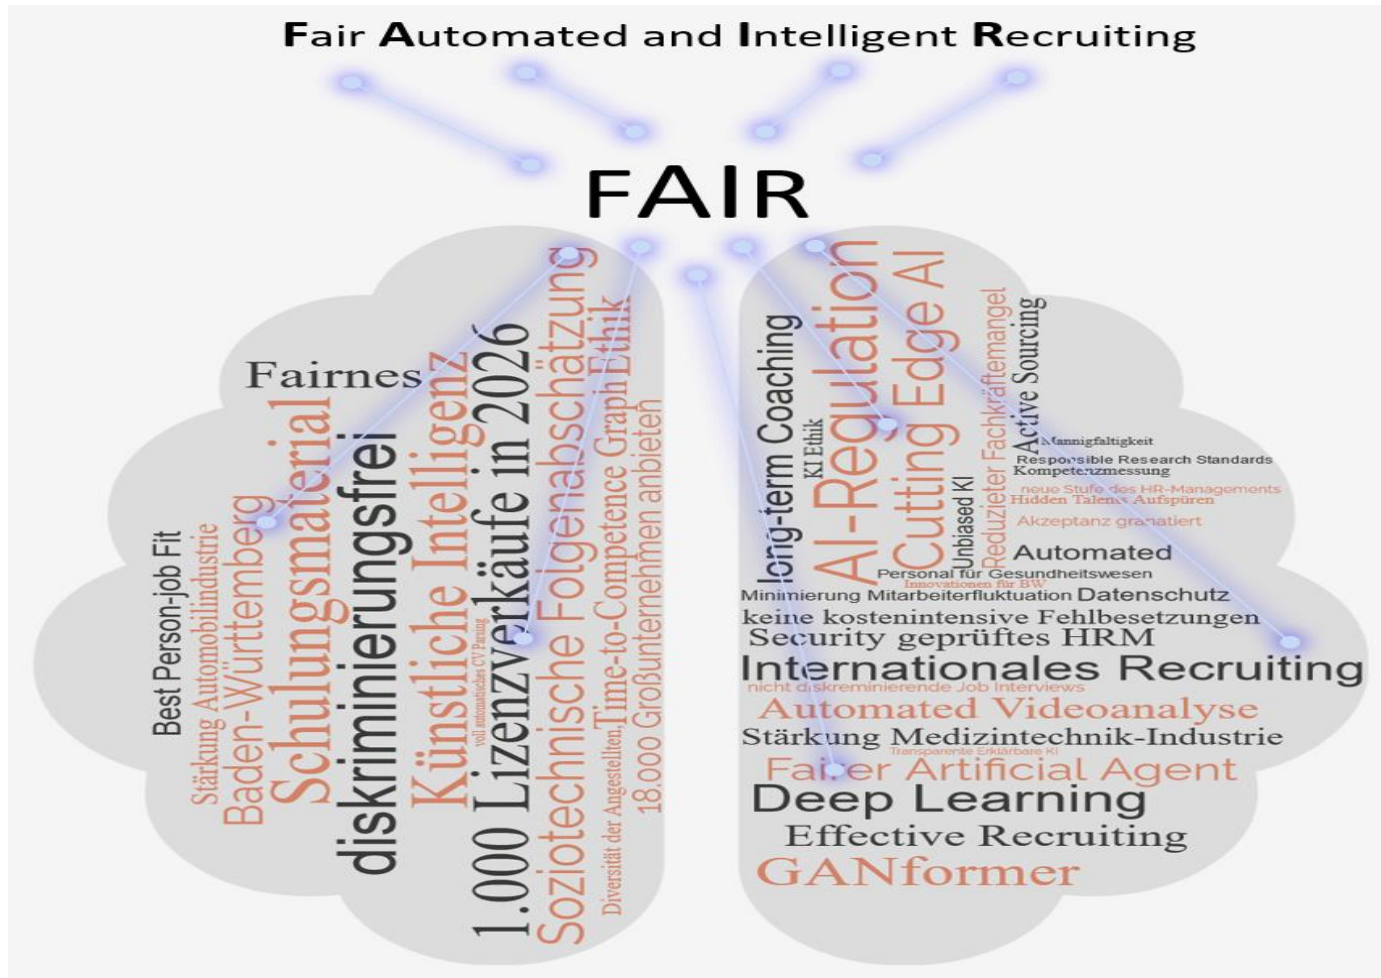 Fair Automated and Intelligent Recruiting
FAIR
Fairnes
Best Person-job Fit
Stärkung Automobilindustrie
Baden-Württemberg
Schulungsmaterial
diskriminierungsfrei
Künstliche Intelligenz
voll automatisches CV Parsing
1.000 Lizenzverkäufe in 2026
Soziotechnische Folgenabschätzung
Diversität der Angestellten,
Time-to-Competence Graph
Ethik
18.000 Großunternehmen anbieten
long-term Coaching
KI Ethik
AI-Regulation
Cutting Edge AI
Unbiased KI
Reduzieter Fachkräftemangel
Active Sourcing
Mannigfaltigkeit
Responsible Research Standards
Kompetenzmessung
neue Stufe des HR-Managements
Hidden Talents Aufspüren
Akzeptanz granatiert
Automated
Personal für Gesundheitswesen
Innovationen für BW
Minimierung Mitarbeiterfluktuation
Datenschutz
keine kostenintensive Fehlbesetzungen
Security geprüftes HRM
Internationales Recruiting
nicht diskreminierende Job Interviews
Automated Videoanalyse
Stärkung Medizintechnik-Industrie
Transparente Erklärbare KI
Fairer Artificial Agent
Deep Learning
Effective Recruiting
GANformer